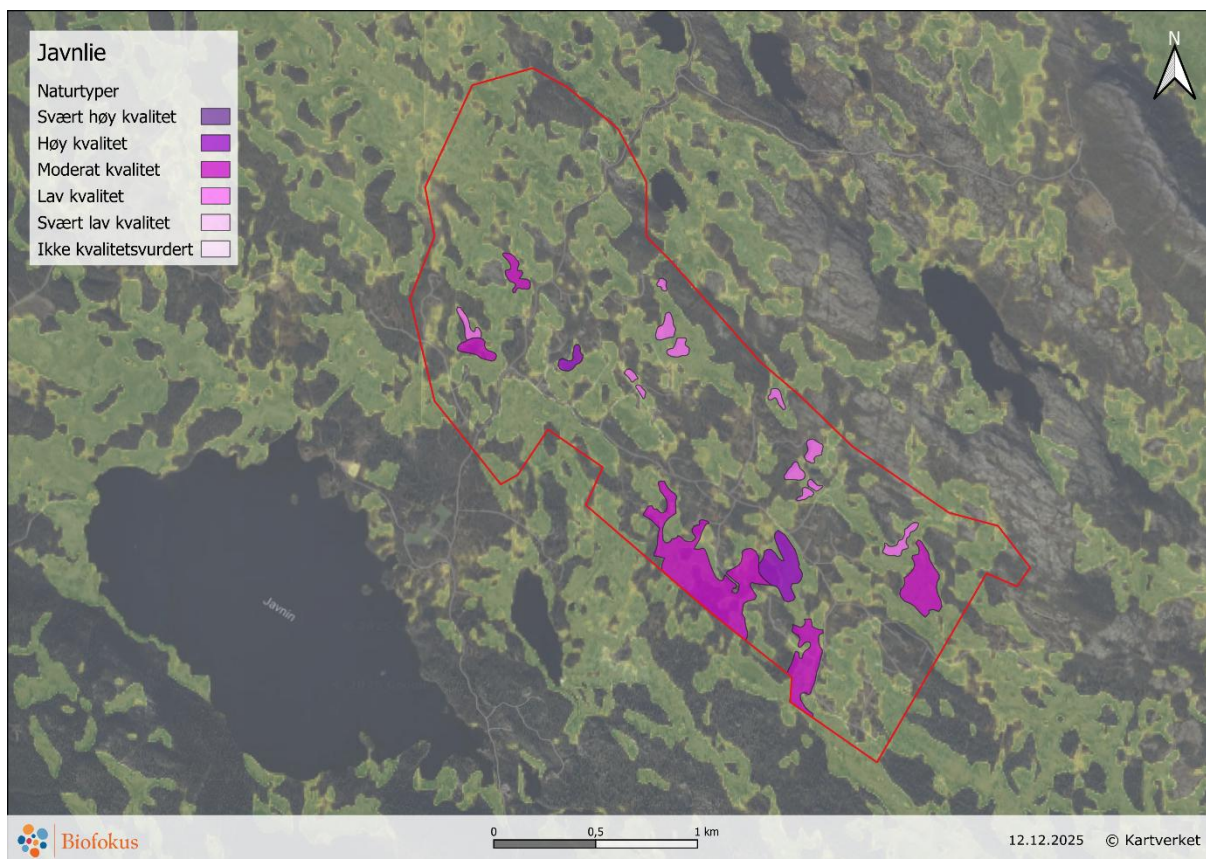 Javnlie
Naturtyper
Svært høy kvalitet
Høy kvalitet
Moderat kvalitet
Lav kvalitet
Svært lav kvalitet
Ikke kvalitetsvurdert
N
Javnin
Biofokus
0 0,5 1 km
12.12.2025 © Kartverket